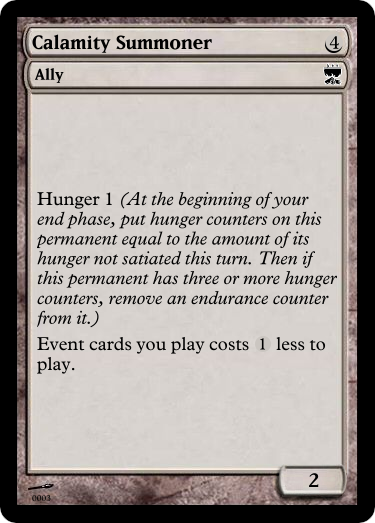 Calamity Summoner 4
Ally
Hunger 1 (At the beginning of your
end phase, put hunger counters on this
permanent equal to the amount of its
hunger not satiated this turn. Then if
this permanent has three or more hunger
counters, remove an endurance counter
from it.)
Event cards you play costs 1 less to
play.
2
0003